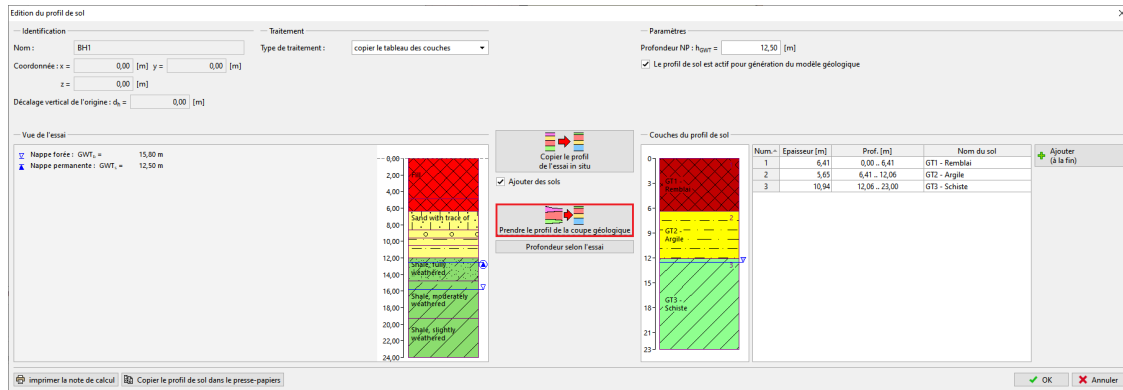 Edition du profil de sol
Identification
Nom :
BH1
Coordonnée : x =
0,00
[m]
y =
0,00
[m]
z =
0,00
[m]
Décalage vertical de l'origine : dₕ =
0,00
[m]
Traitement
Type de traitement :
copier le tableau des couches
Paramètres
Profondeur NP : hGWT =
12,50
[m]
Le profil de sol est actif pour génération du modèle géologique
Vue de l'essai
Nappe forée : GWTₕ =
15,80 m
Nappe permanente : GWTₛ =
12,50 m
0,00
2,00
4,00
6,00
8,00
10,00
12,00
14,00
16,00
18,00
20,00
22,00
24,00
Sand with trace of
Shale, fully
weathered
Shale, moderately
weathered
Shale, slightly
weathered
Copier le profil
de l'essai in situ
Ajouter des sols
Prendre le profil de la coupe géologique
Profondeur selon l'essai
Couches du profil de sol
0
3
6
9
12
15
18
21
23
GT1 -
Remblai
2
GT2 -
Argile
3
GT3 -
Schiste
Num.
Epaisseur [m]
Prof. [m]
Nom du sol
1
6,41
0,00 .. 6,41
GT1 - Remblai
2
5,65
6,41 .. 12,06
GT2 - Argile
3
10,94
12,06 .. 23,00
GT3 - Schiste
Ajouter
(à la fin)
imprimer la note de calcul
Copier le profil de sol dans le presse-papiers
OK
Annuler